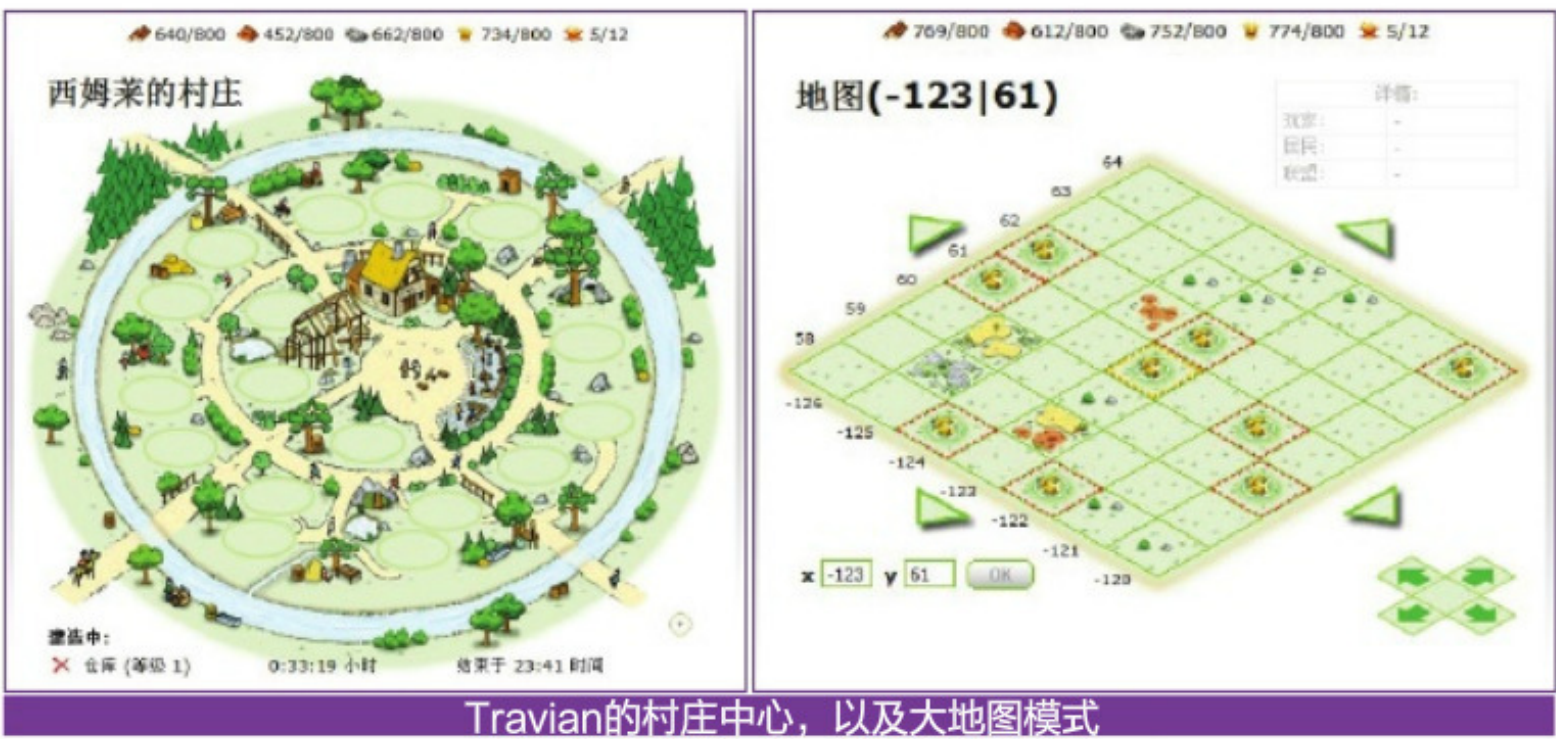 640/800 452/800 662/800 734/800 5/12
西姆莱的村庄
建造中:
仓库 (等级 1) 0:33:19 小时 结束于 23:41 时间
769/800 612/800 752/800 774/800 5/12
地图(-123|61)
详情:
玩家: -
居民: -
联盟: -
64
63
62
61
60
59
58
-126
-125
-124
-123
-122
-121
-120
x -123 y 61 OK
Travian的村庄中心，以及大地图模式